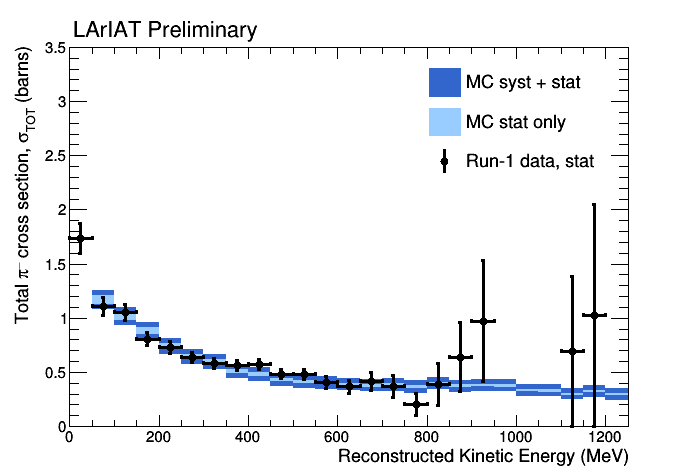 LArIAT Preliminary
Total π⁻ cross section, σ_TOT (barns)
3.5
3
2.5
2
1.5
1
0.5
0
MC syst + stat
MC stat only
Run-1 data, stat
0 200 400 600 800 1000 1200
Reconstructed Kinetic Energy (MeV)